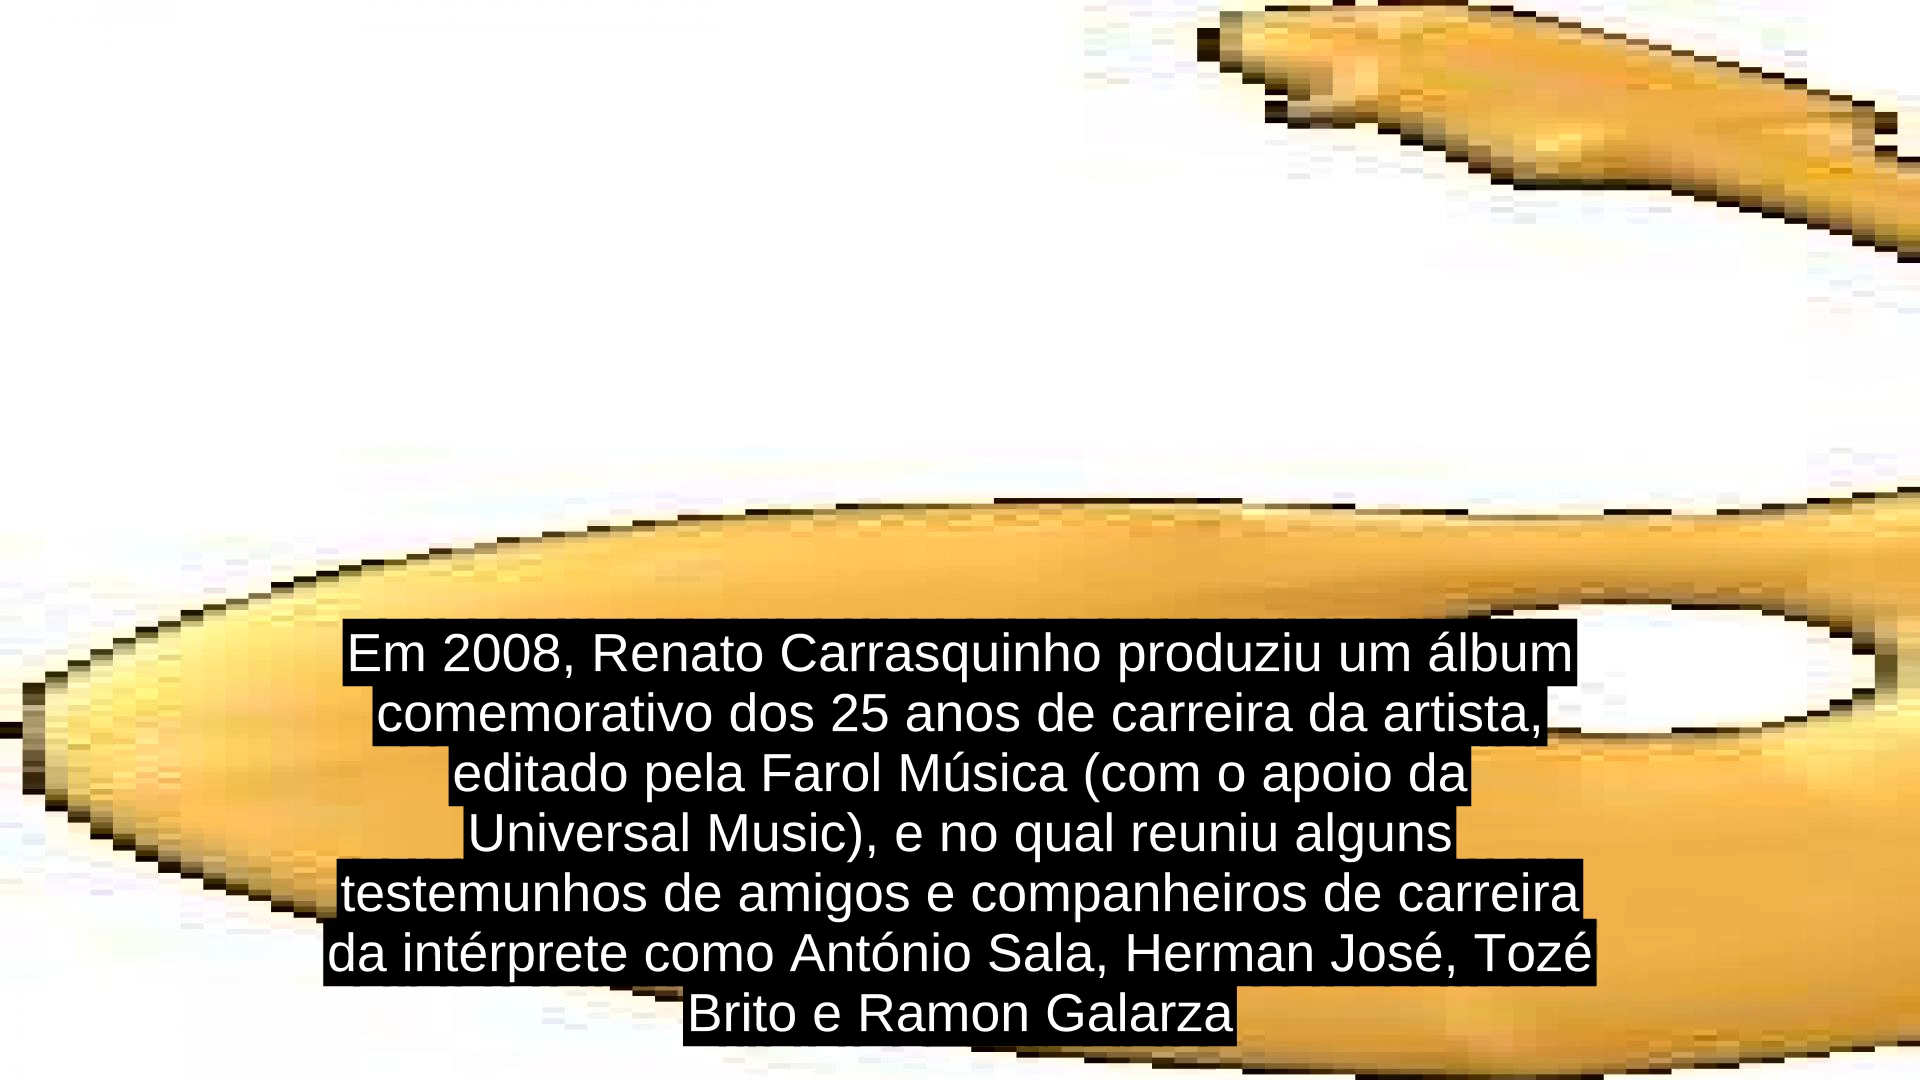 Em 2008, Renato Carrasquinho produziu um álbum
comemorativo dos 25 anos de carreira da artista,
editado pela Farol Música (com o apoio da
Universal Music), e no qual reuniu alguns
testemunhos de amigos e companheiros de carreira
da intérprete como António Sala, Herman José, Tozé
Brito e Ramon Galarza